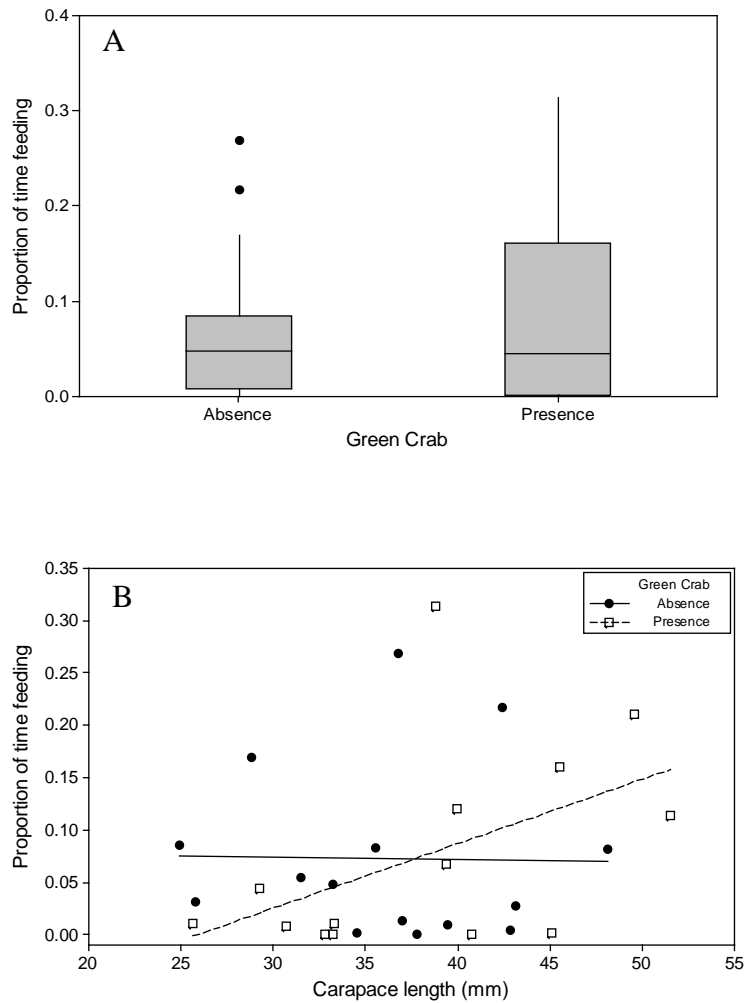 A
0.4
0.3
0.2
0.1
0.0
Proportion of time feeding
Absence Presence
Green Crab
B
0.35
0.30
0.25
0.20
0.15
0.10
0.05
0.00
Proportion of time feeding
Green Crab
Absence
Presence
20 25 30 35 40 45 50 55
Carapace length (mm)